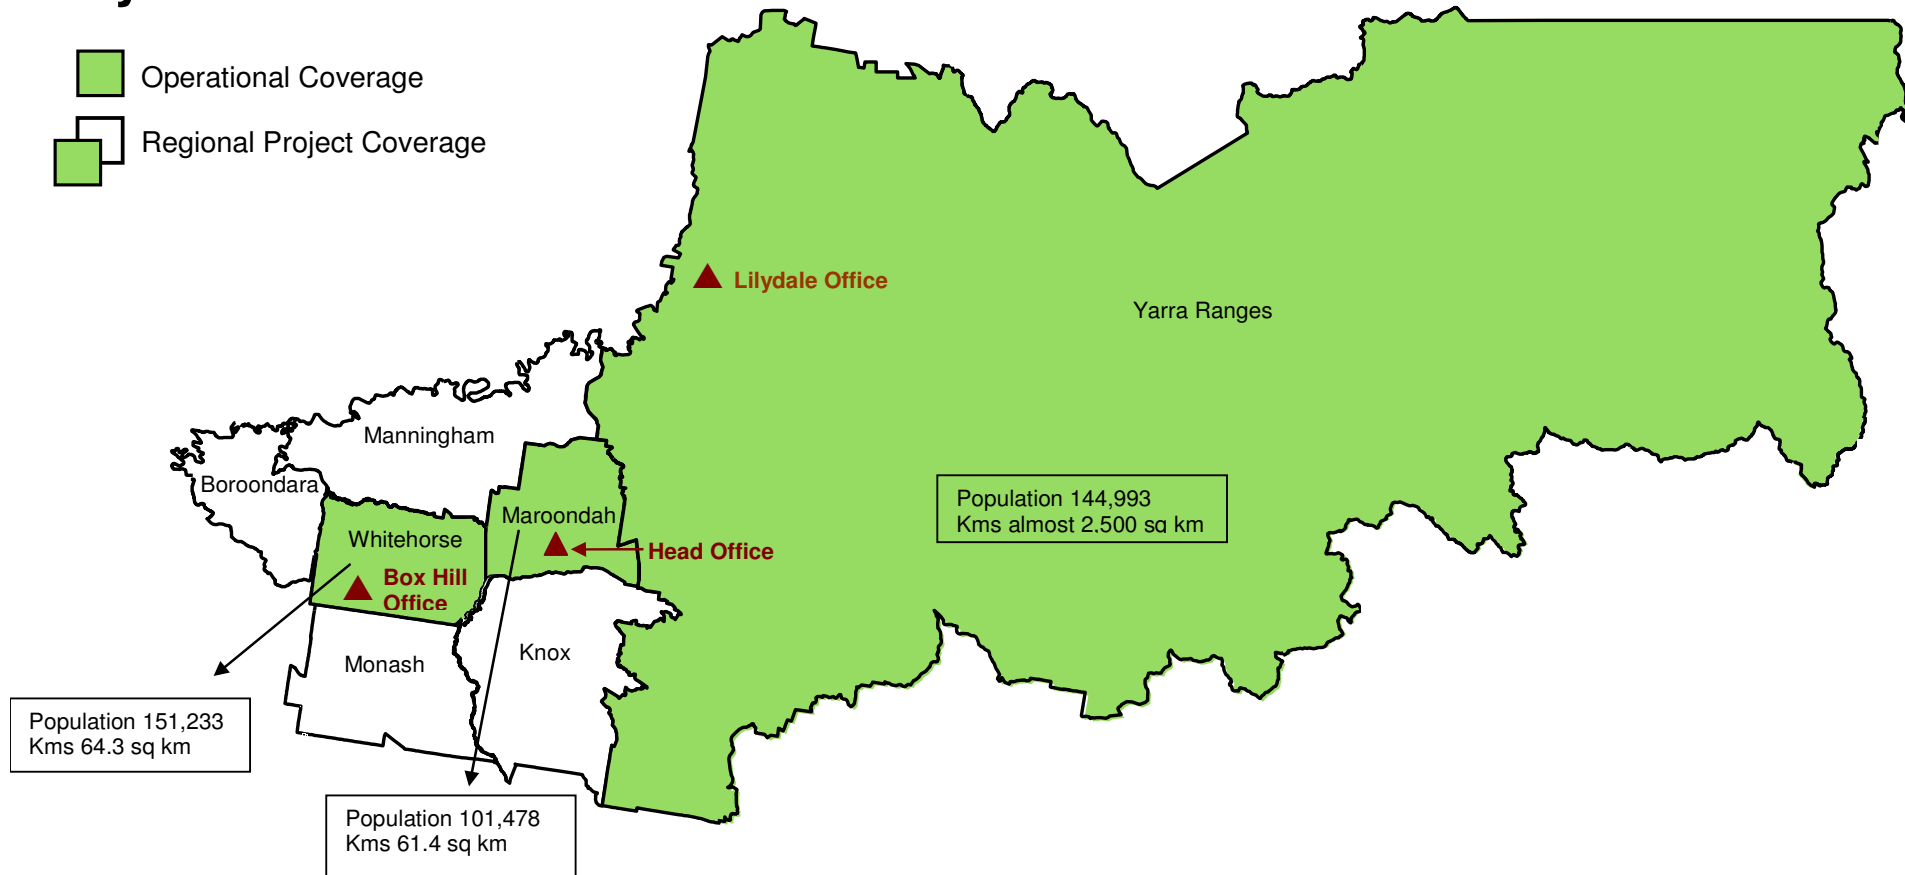 Operational Coverage
Regional Project Coverage
Lilydale Office
Yarra Ranges
Manningham
Boroondara
Maroondah
Population 144,993
Kms almost 2,500 sq km
Whitehorse
Head Office
Box Hill
Office
Knox
Monash
Population 151,233
Kms 64.3 sq km
Population 101,478
Kms 61.4 sq km